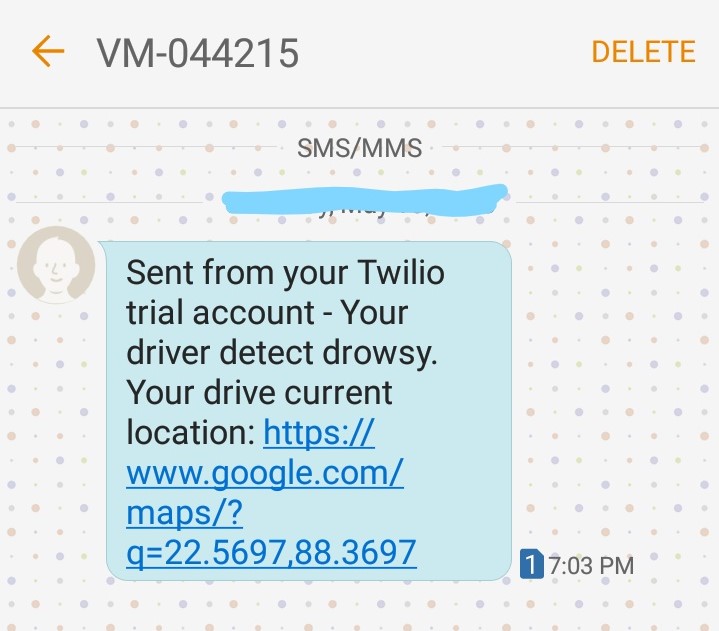 VM-044215
DELETE
SMS/MMS
Sent from your Twilio
trial account - Your
driver detect drowsy.
Your drive current
location: https://
www.google.com/
maps/?
q=22.5697,88.3697
1 7:03 PM